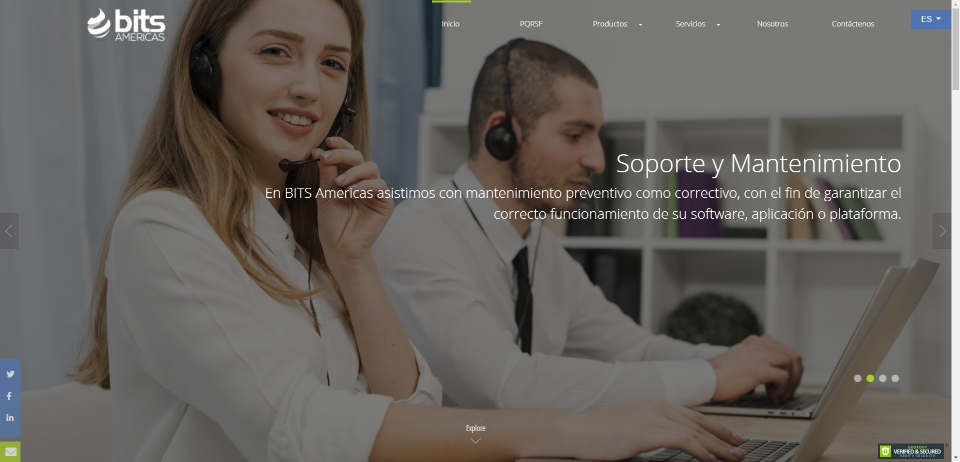 bits
AMERICAS
Inicio
PQRSF
Productos
Servicios
Nosotros
Contáctenos
ES
Soporte y Mantenimiento
En BITS Americas asistimos con mantenimiento preventivo como correctivo, con el fin de garantizar el
correcto funcionamiento de su software, aplicación o plataforma.
Explore
VERIFIED & SECURED